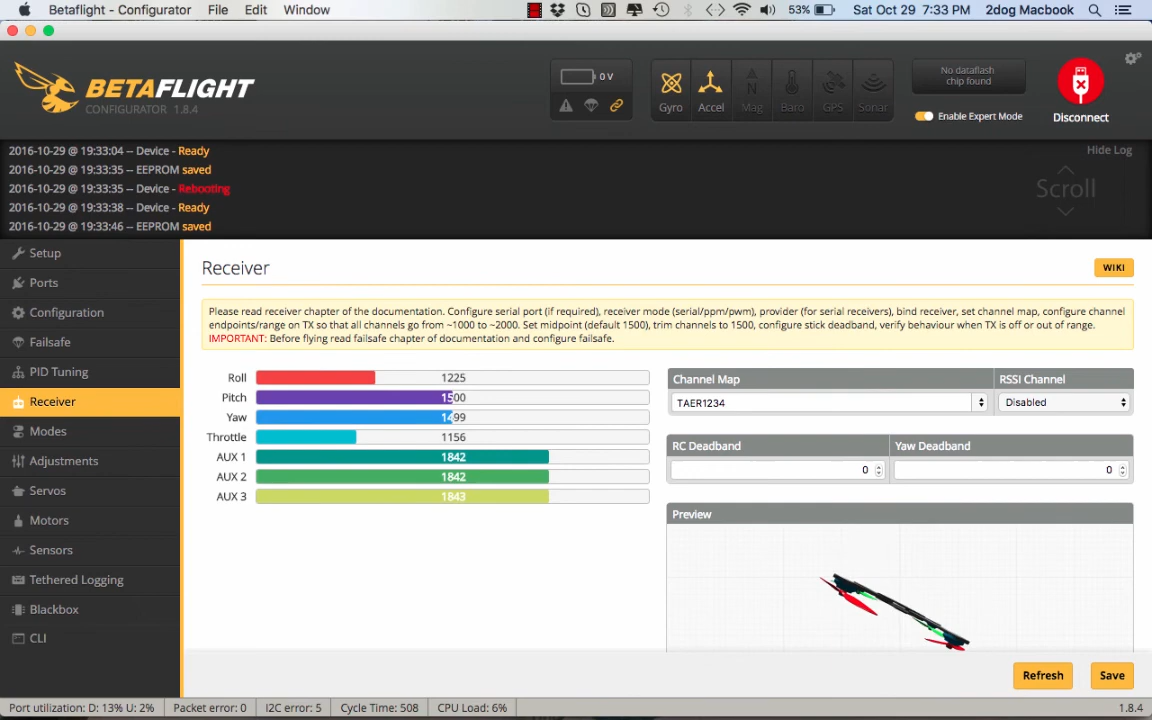 Betaflight - Configurator File Edit Window 53% Sat Oct 29 7:33 PM 2dog Macbook
BETAFLIGHT
CONFIGURATOR 1.8.4
0 V
Gyro Accel Mag Baro GPS Sonar
No dataflash
chip found
Enable Expert Mode
Disconnect
2016-10-29 @ 19:33:04 -- Device - Ready
2016-10-29 @ 19:33:35 -- EEPROM saved
2016-10-29 @ 19:33:35 -- Device - Rebooting
2016-10-29 @ 19:33:38 -- Device - Ready
2016-10-29 @ 19:33:46 -- EEPROM saved
Hide Log
Scroll
Setup
Ports
Configuration
Failsafe
PID Tuning
Receiver
Modes
Adjustments
Servos
Motors
Sensors
Tethered Logging
Blackbox
CLI
Receiver
WIKI
Please read receiver chapter of the documentation. Configure serial port (if required), receiver mode (serial/ppm/pwm), provider (for serial receivers), bind receiver, set channel map, configure channel
endpoints/range on TX so that all channels go from ~1000 to ~2000. Set midpoint (default 1500), trim channels to 1500, configure stick deadband, verify behaviour when TX is off or out of range.
IMPORTANT: Before flying read failsafe chapter of documentation and configure failsafe.
Roll 1225
Pitch 1500
Yaw 1499
Throttle 1156
AUX 1 1842
AUX 2 1842
AUX 3 1843
Channel Map RSSI Channel
TAER1234 Disabled
RC Deadband Yaw Deadband
0 0
Preview
Refresh Save
Port utilization: D: 13% U: 2% Packet error: 0 I2C error: 5 Cycle Time: 508 CPU Load: 6% 1.8.4